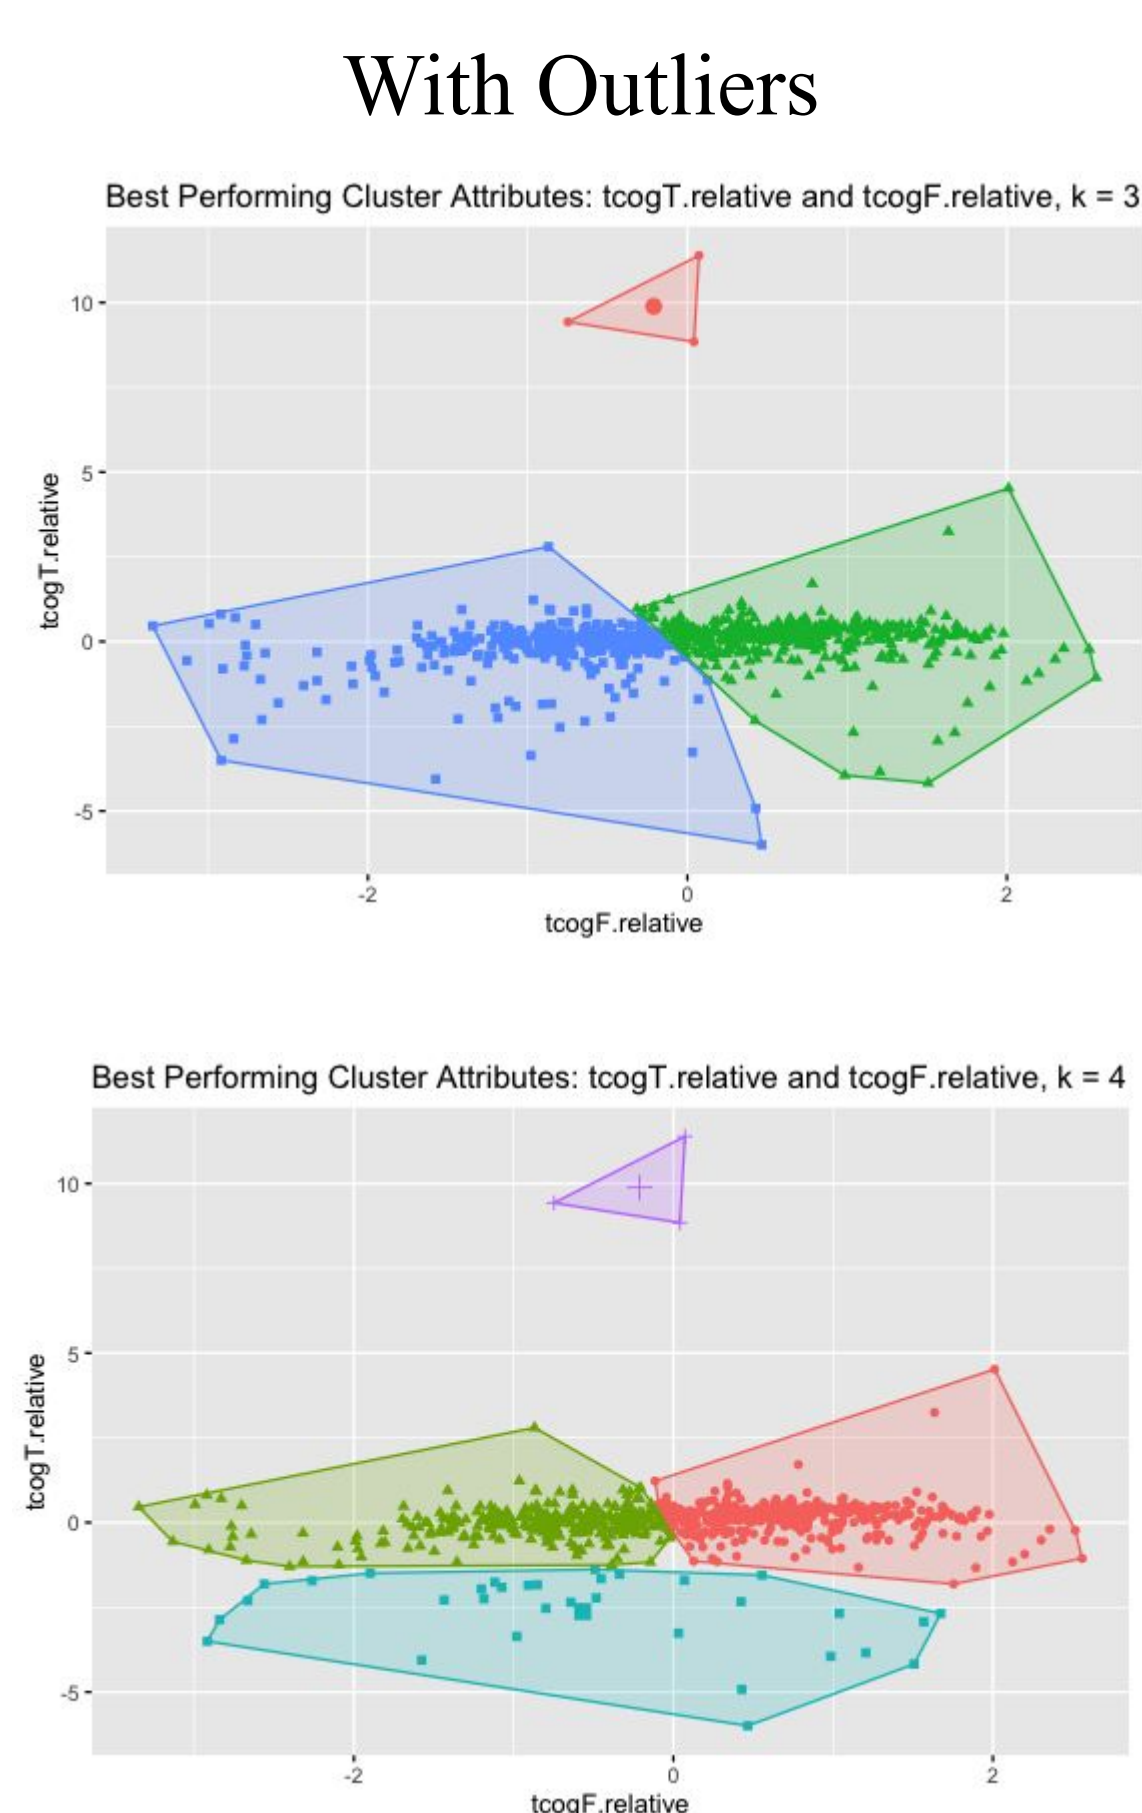 With Outliers
Best Performing Cluster Attributes: tcogT.relative and tcogF.relative, k = 3
10
5
0
-5
tcogT.relative
-2 0 2
tcogF.relative
Best Performing Cluster Attributes: tcogT.relative and tcogF.relative, k = 4
10
5
0
-5
tcogT.relative
-2 0 2
tcogF.relative